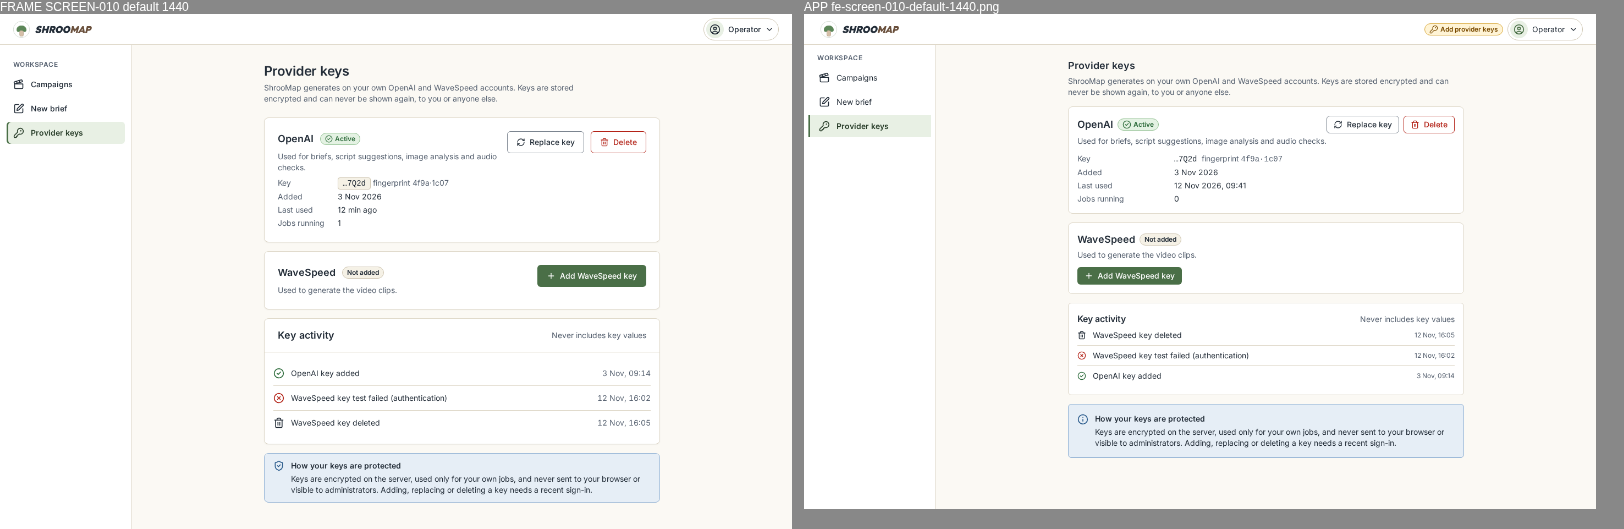 FRAME SCREEN-010 default 1440
SHROOMAP
Operator
WORKSPACE
Campaigns
New brief
Provider keys
Provider keys
ShrooMap generates on your own OpenAI and WaveSpeed accounts. Keys are stored
encrypted and can never be shown again, to you or anyone else.
OpenAI Active
Replace key
Delete
Used for briefs, script suggestions, image analysis and audio
checks.
Key ..7Q2d fingerprint 4f9a·1c07
Added 3 Nov 2026
Last used 12 min ago
Jobs running 1
WaveSpeed Not added
Add WaveSpeed key
Used to generate the video clips.
Key activity Never includes key values
OpenAI key added 3 Nov, 09:14
WaveSpeed key test failed (authentication) 12 Nov, 16:02
WaveSpeed key deleted 12 Nov, 16:05
How your keys are protected
Keys are encrypted on the server, used only for your own jobs, and never sent to your browser or
visible to administrators. Adding, replacing or deleting a key needs a recent sign-in.
APP fe-screen-010-default-1440.png
SHROOMAP
Add provider keys
Operator
WORKSPACE
Campaigns
New brief
Provider keys
Provider keys
ShrooMap generates on your own OpenAI and WaveSpeed accounts. Keys are stored encrypted and can
never be shown again, to you or anyone else.
OpenAI Active
Replace key
Delete
Used for briefs, script suggestions, image analysis and audio checks.
Key ..7Q2d fingerprint 4f9a·1c07
Added 3 Nov 2026
Last used 12 Nov 2026, 09:41
Jobs running 0
WaveSpeed Not added
Used to generate the video clips.
Add WaveSpeed key
Key activity Never includes key values
WaveSpeed key deleted 12 Nov, 16:05
WaveSpeed key test failed (authentication) 12 Nov, 16:02
OpenAI key added 3 Nov, 09:14
How your keys are protected
Keys are encrypted on the server, used only for your own jobs, and never sent to your browser or
visible to administrators. Adding, replacing or deleting a key needs a recent sign-in.